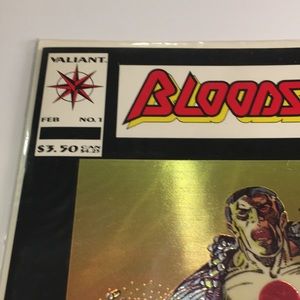 VALIANT
FEB NO. 1
$3.50
CAN
BLOODS